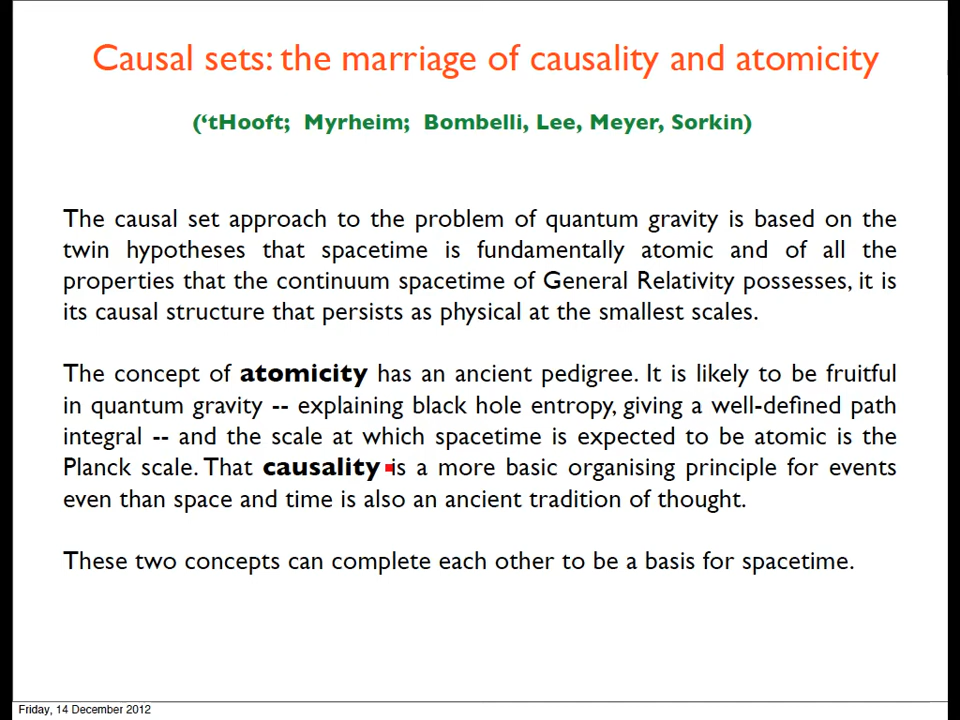 Causal sets: the marriage of causality and atomicity
(‘tHooft; Myrheim; Bombelli, Lee, Meyer, Sorkin)
The causal set approach to the problem of quantum gravity is based on the
twin hypotheses that spacetime is fundamentally atomic and of all the
properties that the continuum spacetime of General Relativity possesses, it is
its causal structure that persists as physical at the smallest scales.
The concept of atomicity has an ancient pedigree. It is likely to be fruitful
in quantum gravity -- explaining black hole entropy, giving a well-defined path
integral -- and the scale at which spacetime is expected to be atomic is the
Planck scale. That causality is a more basic organising principle for events
even than space and time is also an ancient tradition of thought.
These two concepts can complete each other to be a basis for spacetime.
Friday, 14 December 2012